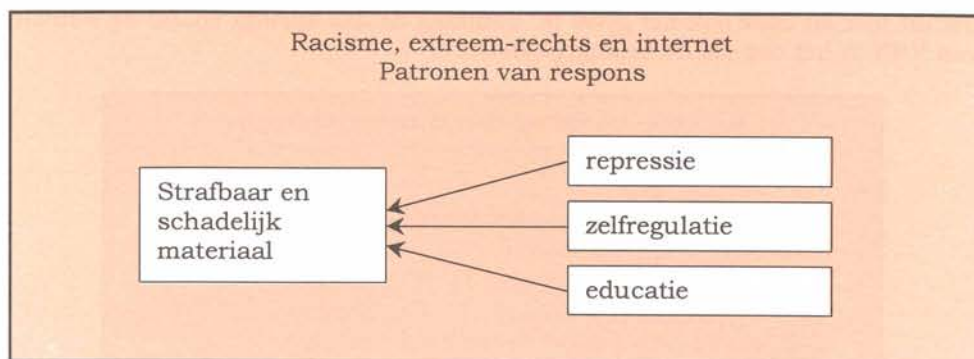 Racisme, extreem-rechts en internet
Patronen van respons
Strafbaar en
schadelijk
materiaal
repressie
zelfregulatie
educatie